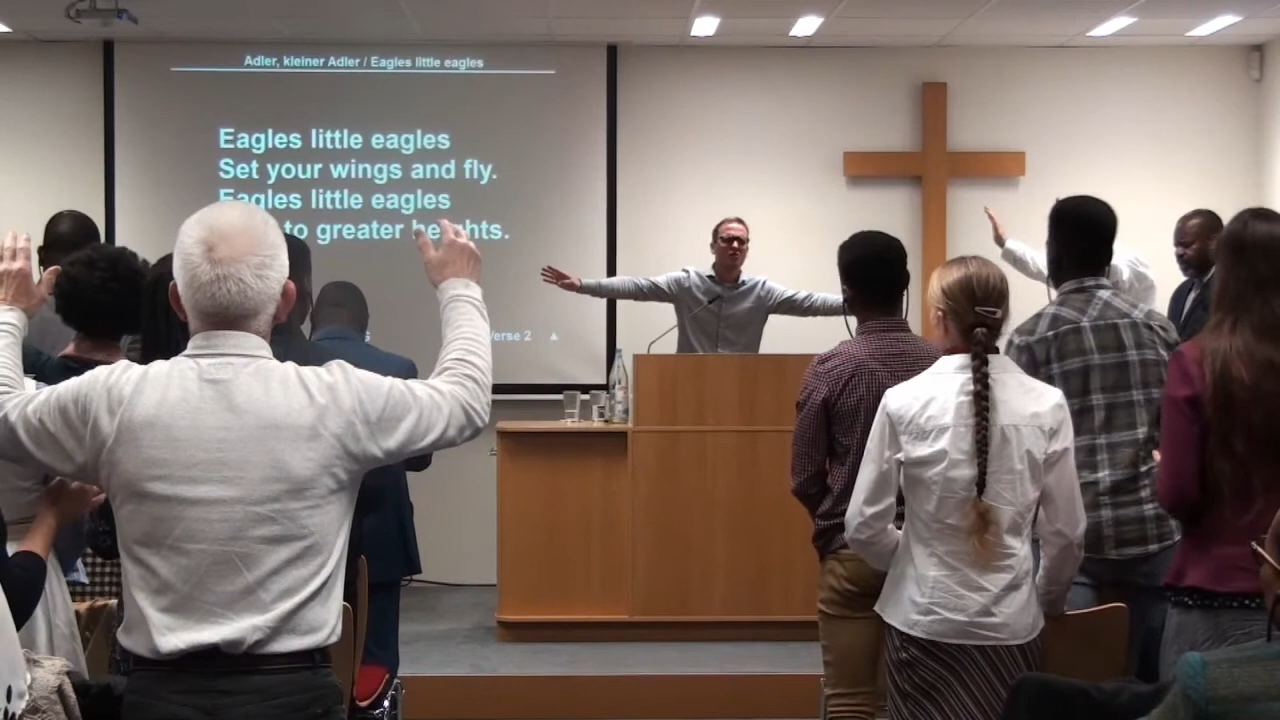 Adler, kleiner Adler / Eagles little eagles
Eagles little eagles
Set your wings and fly.
Eagles little eagles
to greater heights.
Verse 2